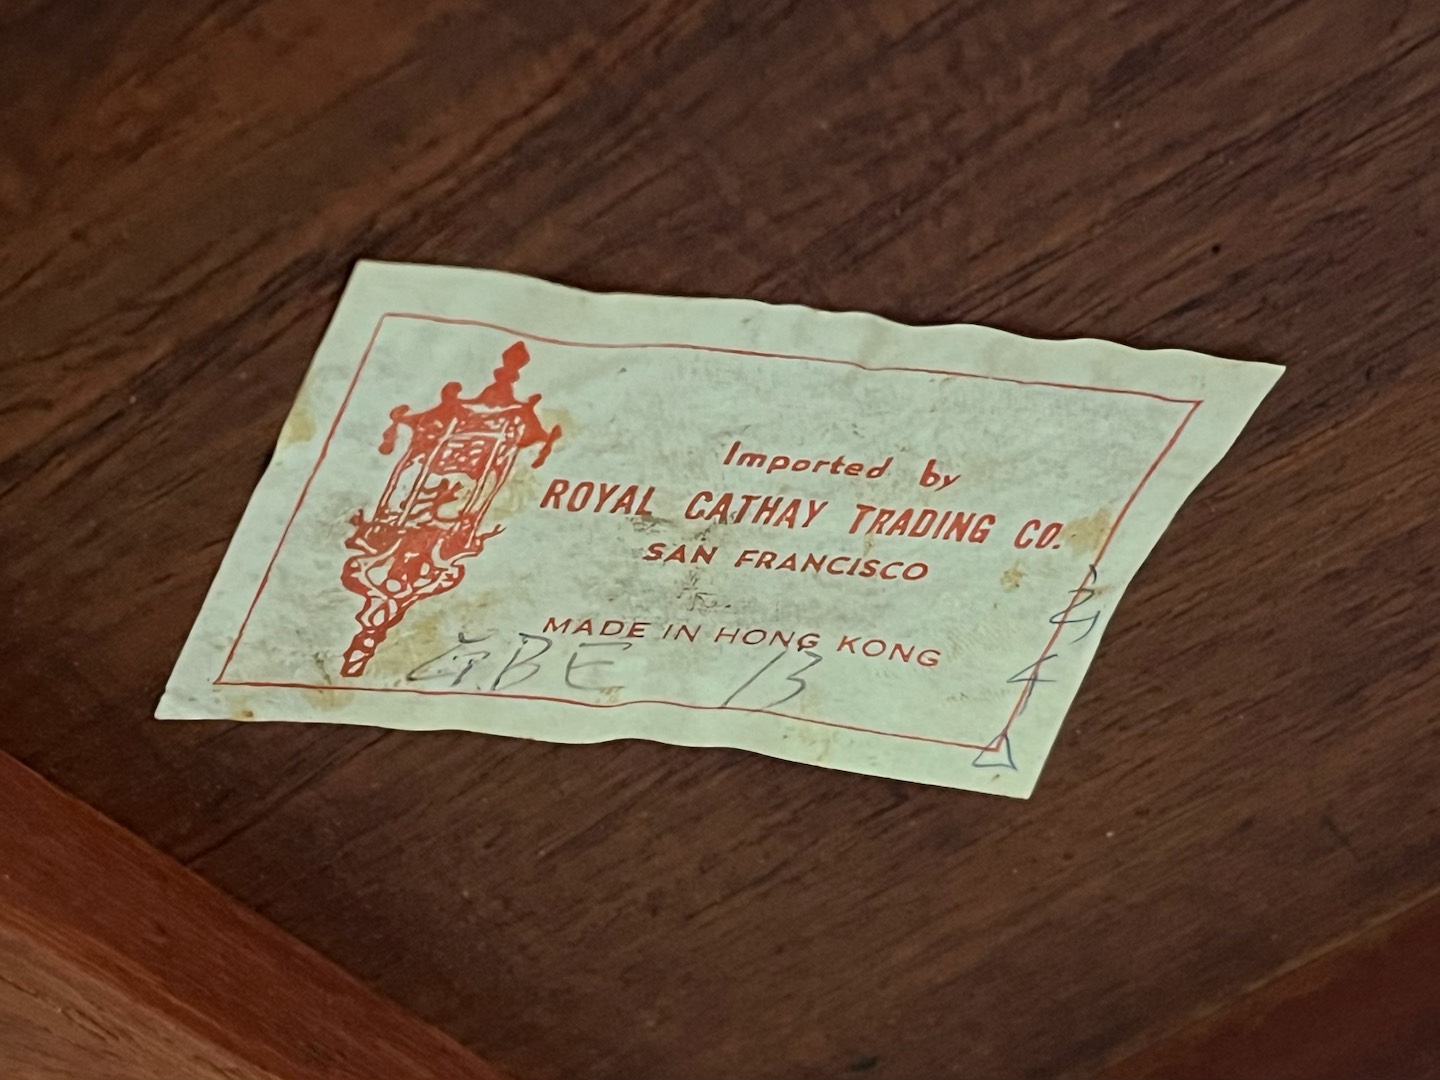 Imported by
ROYAL CATHAY TRADING CO.
SAN FRANCISCO
MADE IN HONG KONG